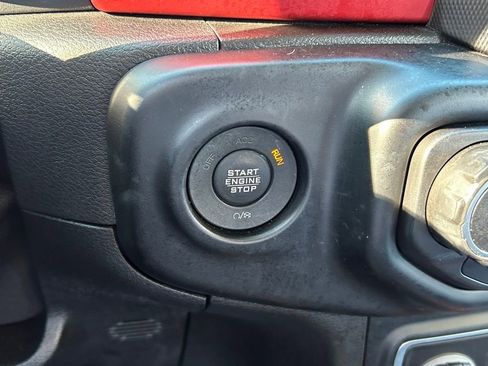 OFF ACC RUN
START
ENGINE
STOP